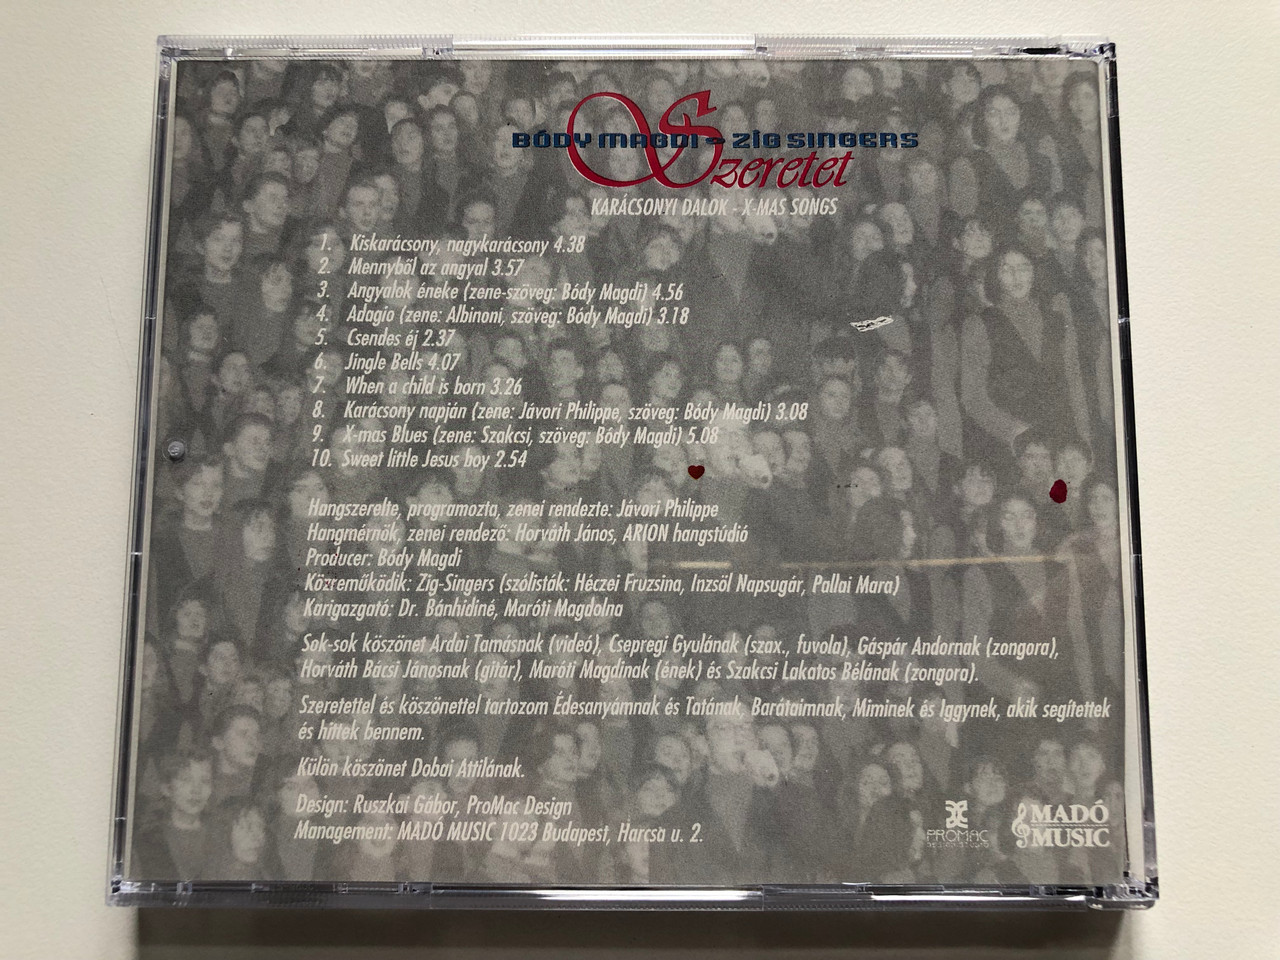 BÓDY MAGDI & ZÍG SINGERS
Szeretet
KARÁCSONYI DALOK - X-MAS SONGS
1. Kiskarácsony, nagykarácsony 4.38
2. Mennyből az angyal 3.57
3. Angyalok éneke (zene-szöveg: Bódy Magdi) 4.56
4. Adagio (zene: Albinoni, szöveg: Bódy Magdi) 3.18
5. Csendes éj 2.37
6. Jingle Bells 4.07
7. When a child is born 3.26
8. Karácsony napján (zene: Jávori Philippe, szöveg: Bódy Magdi) 3.08
9. X-mas Blues (zene: Szakcsi, szöveg: Bódy Magdi) 5.08
10. Sweet little Jesus boy 2.54
Hangszerelte, programozta, zenei rendezte: Jávori Philippe
Hangmérnök, zenei rendező: Horváth János, ARION hangstúdió
Producer: Bódy Magdi
Közreműködik: Zíg-Singers (szólisták: Héczei Fruzsina, Inzsöl Napsugár, Pallai Mara)
Karigazgató: Dr. Bánhidiné, Maróti Magdolna
Sok-sok köszönet Ardai Tamásnak (videó), Csepregi Gyulának (szax., fuvola), Gáspár Andornak (zongora),
Horváth Bácsi Jánosnak (gitár), Maróti Magdinak (ének) és Szakcsi Lakatos Bélának (zongora).
Szeretettel és köszönettel tartozom Édesanyámnak és Tatának, Barátaimnak, Miminek és Iggynek, akik segítettek
és hittek bennem.
Külön köszönet Dobai Attilának.
Design: Ruszkai Gábor, ProMac Design
Management: MADÓ MUSIC 1023 Budapest, Harcsa u. 2.
PROMAC
MADÓ
MUSIC